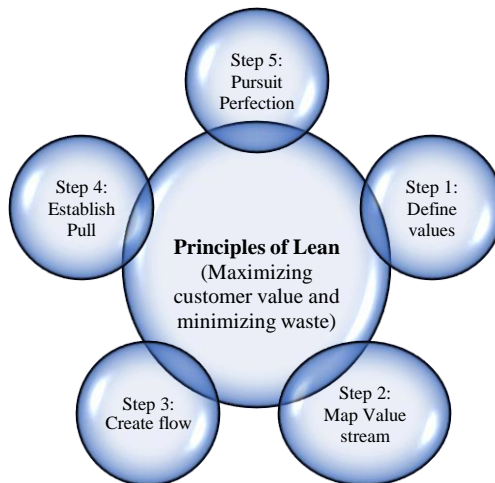 Step 5:
Pursuit
Perfection
Step 4:
Establish
Pull
Step 1:
Define
values
Principles of Lean
(Maximizing
customer value and
minimizing waste)
Step 3:
Create flow
Step 2:
Map Value
stream